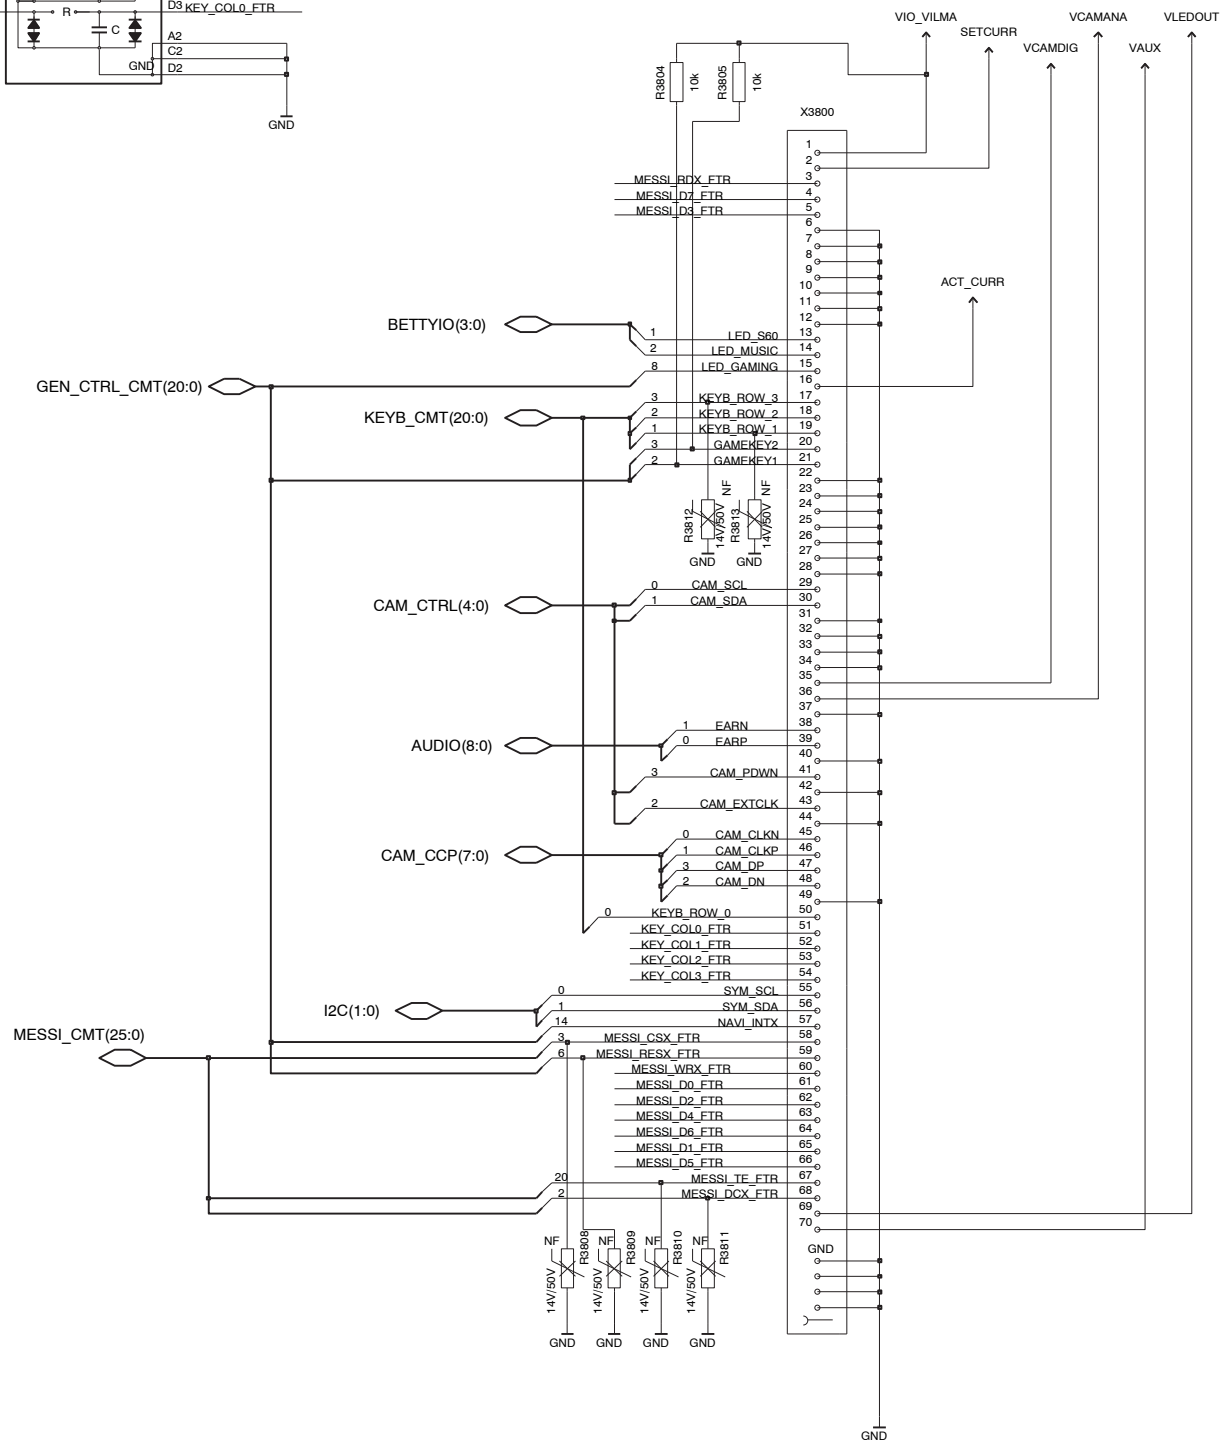 D3 KEY_COL0_FTR
R
C
A2
C2
GND D2
GND
VIO_VILMA
SETCURR
VCAMDIG
VCAMANA
VAUX
VLEDOUT
R3804 10k
R3805 10k
X3800
1
2
MESSI_RDX_FTR 3
MESSI_D7_FTR 4
MESSI_D3_FTR 5
6
7
8
9
10
11
12
ACT_CURR
BETTYIO(3:0)
1 LED_S60 13
2 LED_MUSIC 14
8 LED_GAMING 15
16
GEN_CTRL_CMT(20:0)
3 KEYB_ROW_3 17
KEYB_CMT(20:0)
2 KEYB_ROW_2 18
1 KEYB_ROW_1 19
3 GAMEKEY2 20
2 GAMEKEY1 21
22
23
24
25
26
27
28
R3812 14V/50V NF
R3813 14V/50V NF
GND GND
0 CAM_SCL 29
CAM_CTRL(4:0)
1 CAM_SDA 30
31
32
33
34
35
36
37
1 EARN 38
AUDIO(8:0)
0 EARP 39
40
3 CAM_PDWN 41
42
2 CAM_EXTCLK 43
44
0 CAM_CLKN 45
CAM_CCP(7:0)
1 CAM_CLKP 46
3 CAM_DP 47
2 CAM_DN 48
49
0 KEYB_ROW_0 50
KEY_COL0_FTR 51
KEY_COL1_FTR 52
KEY_COL2_FTR 53
KEY_COL3_FTR 54
0 SYM_SCL 55
I2C(1:0)
1 SYM_SDA 56
14 NAVI_INTX 57
MESSI_CMT(25:0)
3 MESSI_CSX_FTR 58
6 MESSI_RESX_FTR 59
MESSI_WRX_FTR 60
MESSI_D0_FTR 61
MESSI_D2_FTR 62
MESSI_D4_FTR 63
MESSI_D6_FTR 64
MESSI_D1_FTR 65
MESSI_D5_FTR 66
20 MESSI_TE_FTR 67
2 MESSI_DCX_FTR 68
69
70
GND
NF R3808 14V/50V
NF R3809 14V/50V
NF R3810 14V/50V
NF R3811 14V/50V
GND GND GND GND
GND